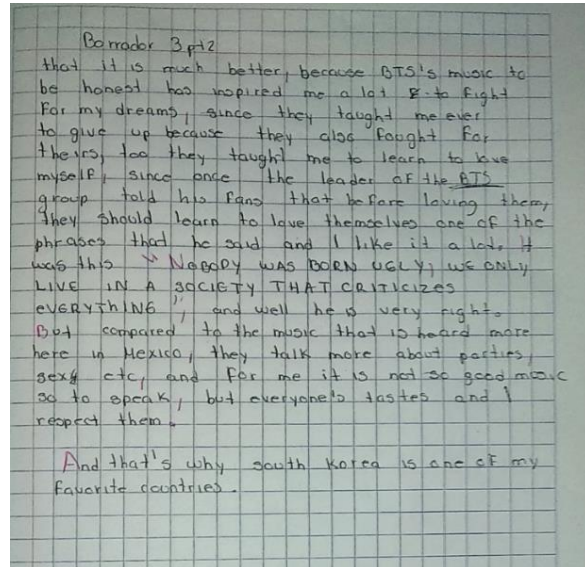 Borrador 3 pt2
that it is much better, because BTS's music to
be honest has inspired me a lot to fight
For my dreams, since they taught me ever
to give up because they also fought For
theirs, too they taught me to learn to love
myself, since once the leader of the BTS
group told his fans that before loving them,
they should learn to love themselves one of the
phrases that he said and I like it a lot. It
was this "NOBODY WAS BORN UGLY, WE ONLY
LIVE IN A SOCIETY THAT CRITICIZES
EVERYTHING", and well he is very right.
But compared to the music that is heard more
here in Mexico, they talk more about parties,
sexy etc, and For me it is not so good music
so to speak, but everyone's tastes and I
respect them.
And that's why south Korea is one of my
favorite countries.